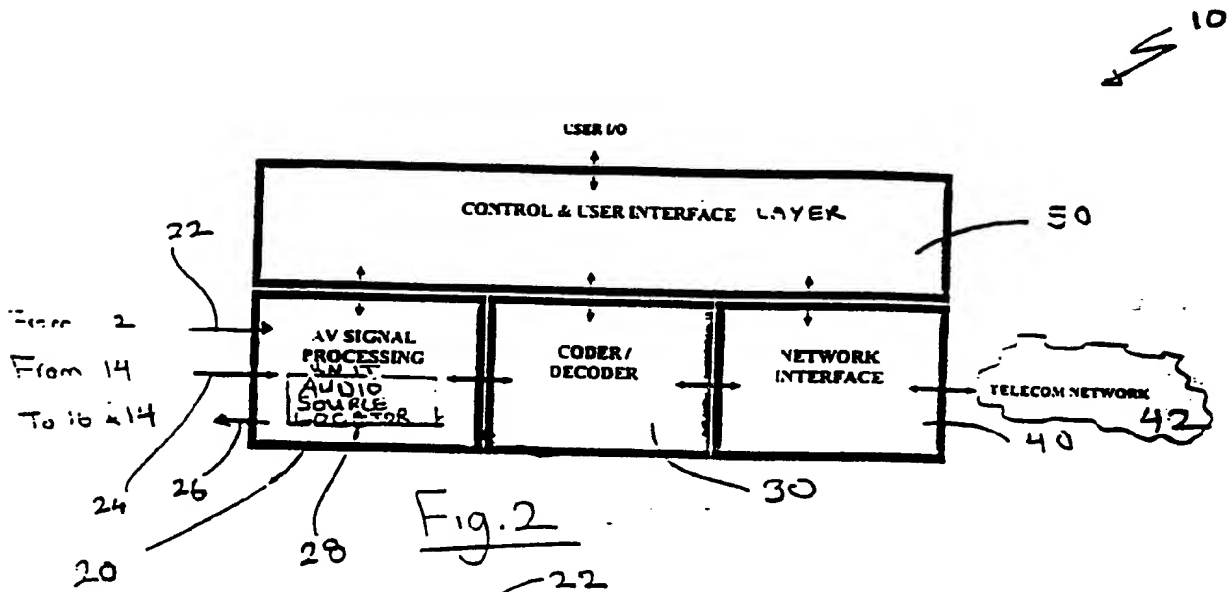 10
USER I/O
CONTROL & USER INTERFACE LAYER
50
22
From 2
From 14
To 16 & 14
AV SIGNAL
PROCESSING
UNIT
AUDIO
SOURCE
LOCATOR
CODER/
DECODER
NETWORK
INTERFACE
TELECOM NETWORK
42
40
30
24
26
28
20
Fig. 2
22